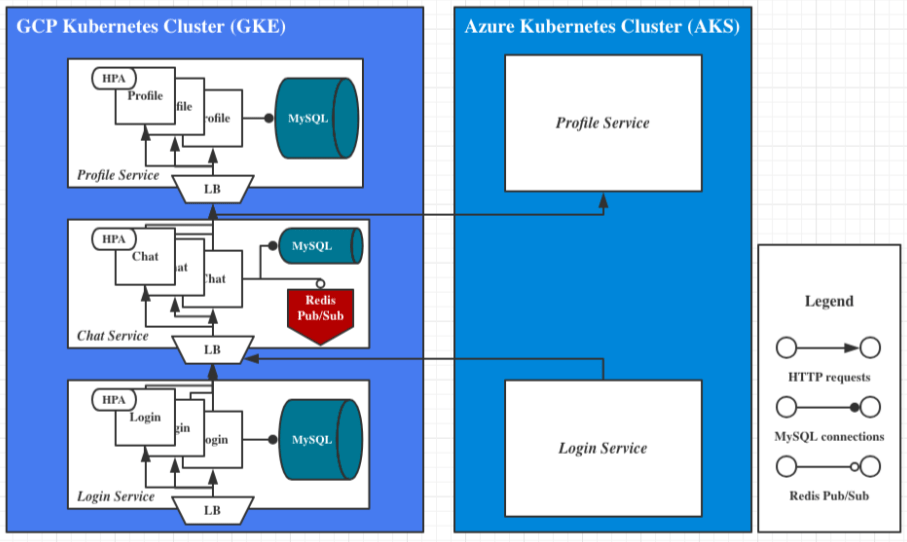 GCP Kubernetes Cluster (GKE)
HPA
Profile
file
rofile
MySQL
Profile Service
LB
HPA
Chat
at
Chat
MySQL
Redis
Pub/Sub
Chat Service
LB
HPA
Login
gin
ogin
MySQL
Login Service
LB
Azure Kubernetes Cluster (AKS)
Profile Service
Login Service
Legend
HTTP requests
MySQL connections
Redis Pub/Sub